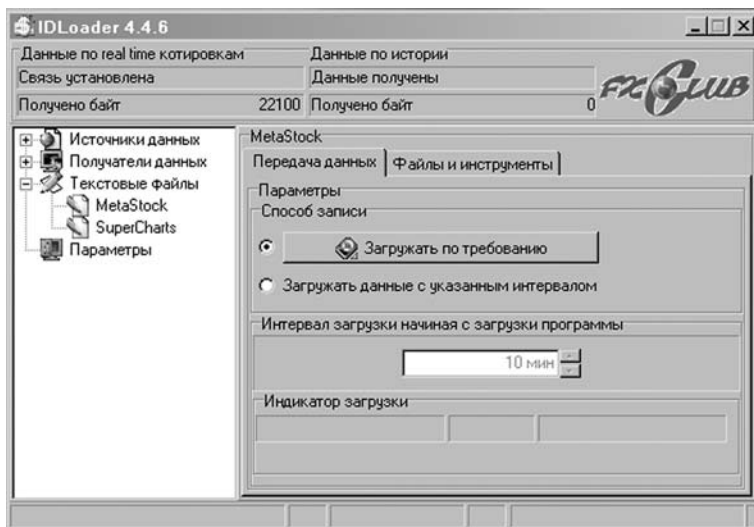 IDLoader 4.4.6
Данные по real time котировкам
Данные по истории
Связь установлена
Данные получены
Получено байт 22100
Получено байт 0
FXCLUB
Источники данных
Получатели данных
Текстовые файлы
MetaStock
SuperCharts
Параметры
MetaStock
Передача данных
Файлы и инструменты
Параметры
Способ записи
Загружать по требованию
Загружать данные с указанным интервалом
Интервал загрузки начиная с загрузки программы
10 мин
Индикатор загрузки